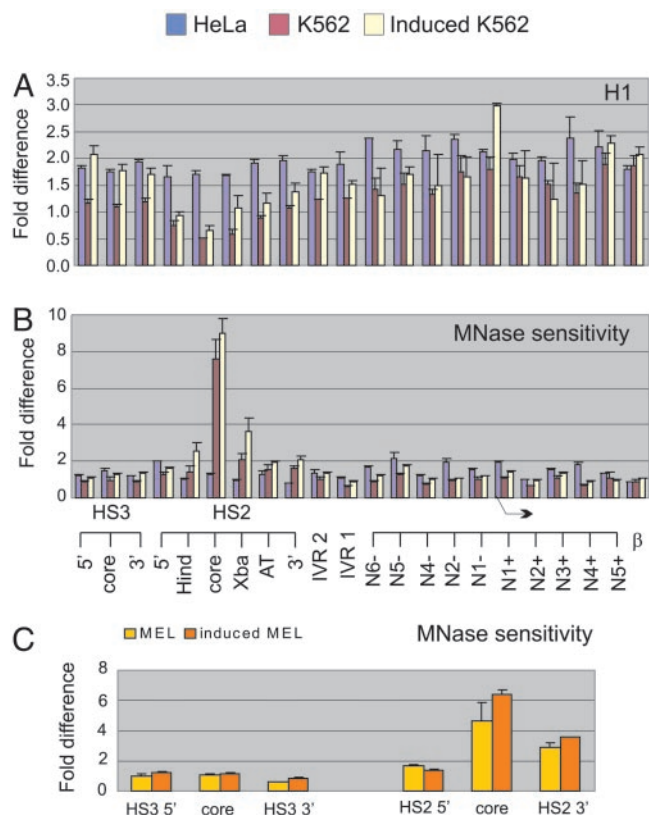 HeLa K562 Induced K562
A
H1
Fold difference
3.5
3.0
2.5
2.0
1.5
1.0
0.5
0.0
B
MNase sensitivity
Fold difference
10
8
6
4
2
0
HS3 HS2
5' core 3' 5' Hind core Xba AT 3' IVR 2 IVR 1 N6- N5- N4- N2- N1- N1+ N2+ N3+ N4+ N5+ β
C
MEL induced MEL
MNase sensitivity
Fold difference
8
6
4
2
0
HS3 5' core HS3 3' HS2 5' core HS2 3'